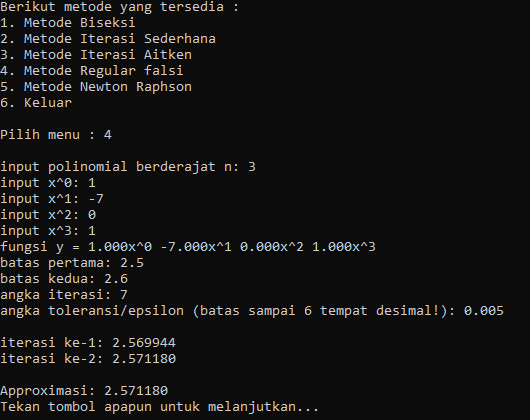 Berikut metode yang tersedia :
1. Metode Biseksi
2. Metode Iterasi Sederhana
3. Metode Iterasi Aitken
4. Metode Regular falsi
5. Metode Newton Raphson
6. Keluar
Pilih menu : 4
input polinomial berderajat n: 3
input x^0: 1
input x^1: -7
input x^2: 0
input x^3: 1
fungsi y = 1.000x^0 -7.000x^1 0.000x^2 1.000x^3
batas pertama: 2.5
batas kedua: 2.6
angka iterasi: 7
angka toleransi/epsilon (batas sampai 6 tempat desimal!): 0.005
iterasi ke-1: 2.569944
iterasi ke-2: 2.571180
Approximasi: 2.571180
Tekan tombol apapun untuk melanjutkan...